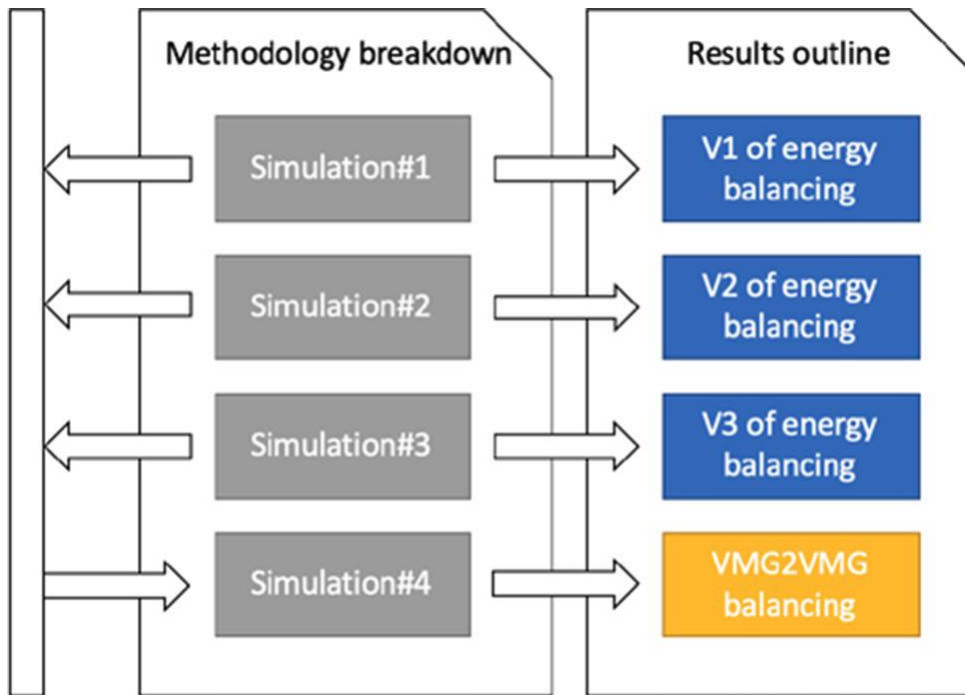 Methodology breakdown
Results outline
Simulation#1
V1 of energy
balancing
Simulation#2
V2 of energy
balancing
Simulation#3
V3 of energy
balancing
Simulation#4
VMG2VMG
balancing